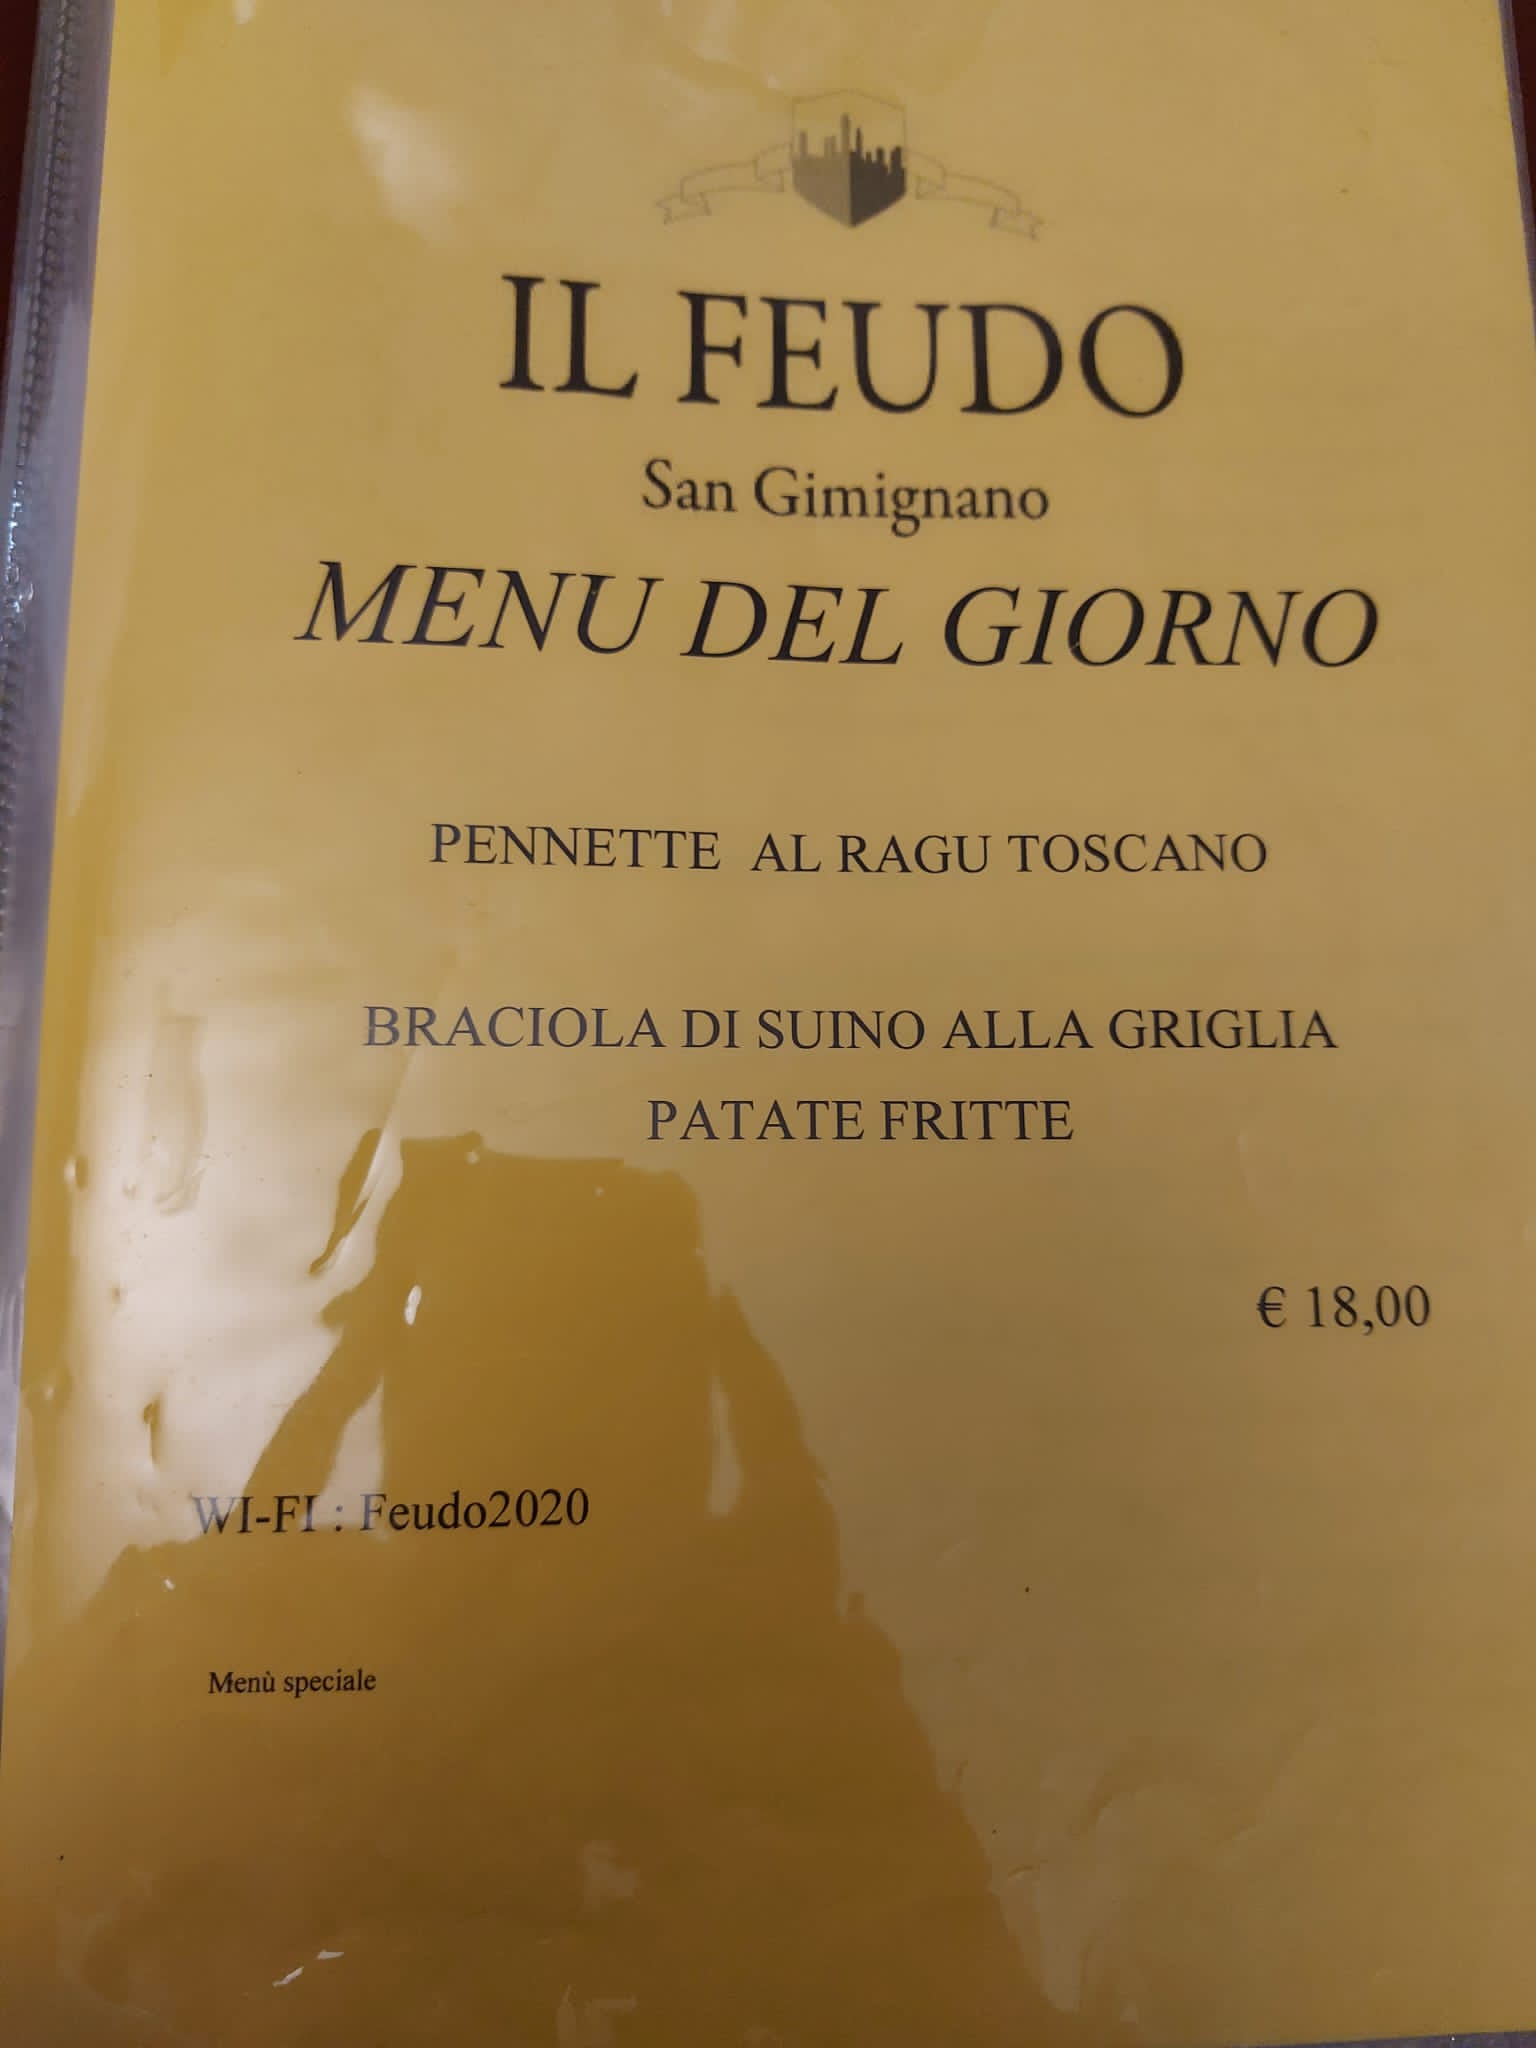 IL FEUDO
San Gimignano
MENU DEL GIORNO
PENNETTE AL RAGU TOSCANO
BRACIOLA DI SUINO ALLA GRIGLIA
PATATE FRITTE
€ 18,00
WI-FI : Feudo2020
Menù speciale